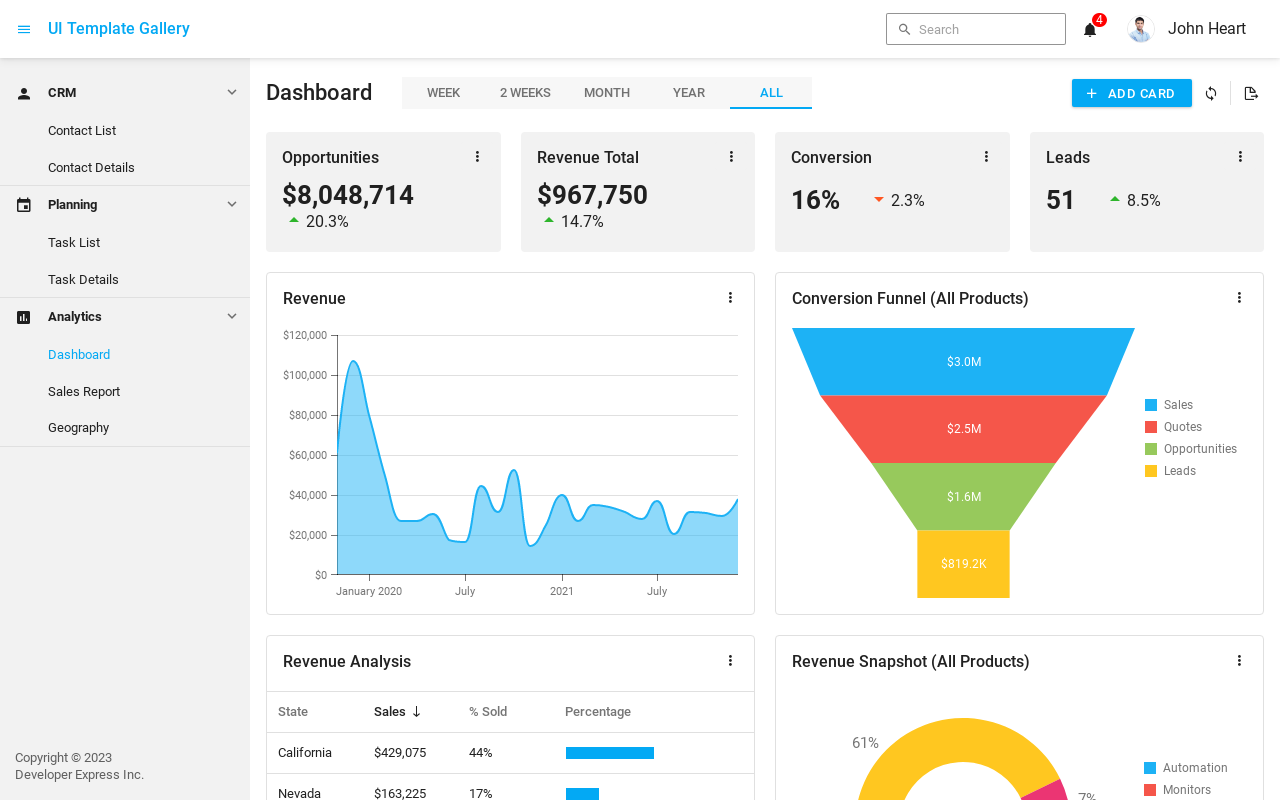 UI Template Gallery
Search
4
John Heart
CRM
Contact List
Contact Details
Planning
Task List
Task Details
Analytics
Dashboard
Sales Report
Geography
Copyright © 2023
Developer Express Inc.
Dashboard
WEEK 2 WEEKS MONTH YEAR ALL
ADD CARD
Opportunities
$8,048,714
20.3%
Revenue Total
$967,750
14.7%
Conversion
16% 2.3%
Leads
51 8.5%
Revenue
$120,000
$100,000
$80,000
$60,000
$40,000
$20,000
$0
January 2020 July 2021 July
Conversion Funnel (All Products)
$3.0M
$2.5M
$1.6M
$819.2K
Sales
Quotes
Opportunities
Leads
Revenue Analysis
State Sales % Sold Percentage
California $429,075 44%
Nevada $163,225 17%
Revenue Snapshot (All Products)
61%
7%
Automation
Monitors